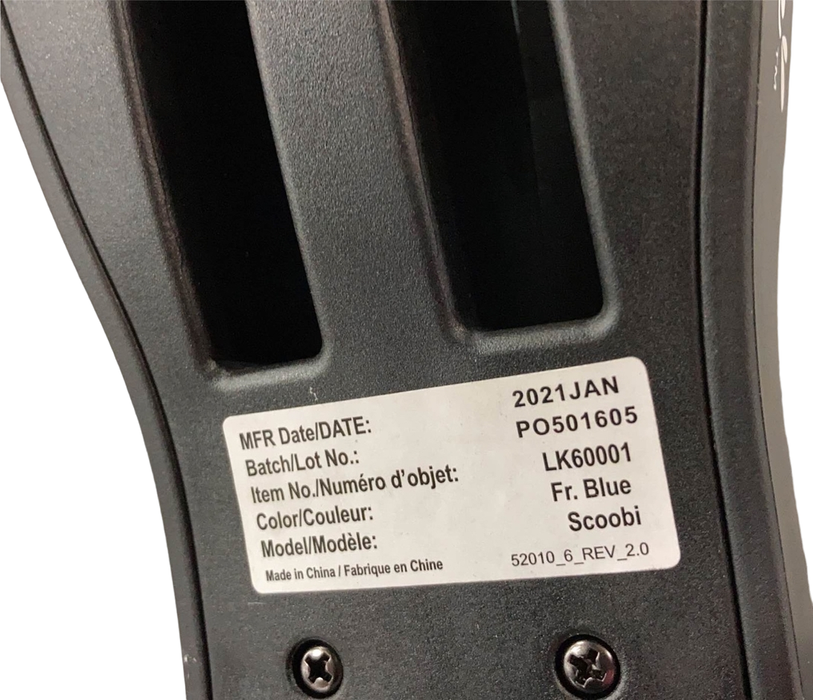 MFR Date/DATE: 2021JAN
Batch/Lot No.: PO501605
Item No./Numéro d'objet: LK60001
Color/Couleur: Fr. Blue
Model/Modèle: Scoobi
Made in China / Fabrique en Chine 52010_6_REV_2.0